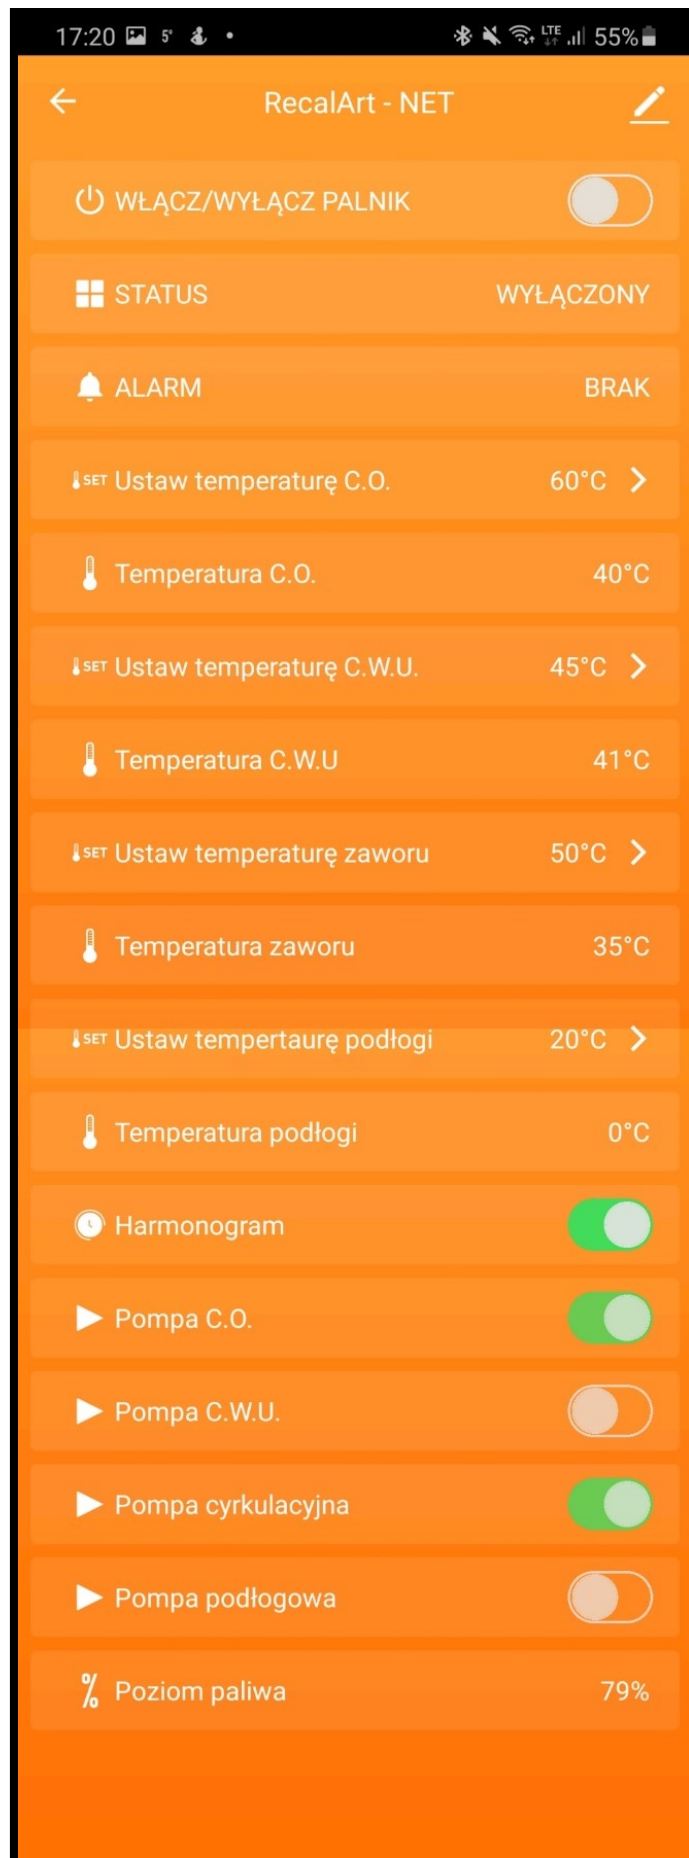 17:20 5° LTE 55%
RecalArt - NET
WŁĄCZ/WYŁĄCZ PALNIK
STATUS WYŁĄCZONY
ALARM BRAK
SET Ustaw temperaturę C.O. 60°C
Temperatura C.O. 40°C
SET Ustaw temperaturę C.W.U. 45°C
Temperatura C.W.U 41°C
SET Ustaw temperaturę zaworu 50°C
Temperatura zaworu 35°C
SET Ustaw tempertaurę podłogi 20°C
Temperatura podłogi 0°C
Harmonogram
Pompa C.O.
Pompa C.W.U.
Pompa cyrkulacyjna
Pompa podłogowa
% Poziom paliwa 79%